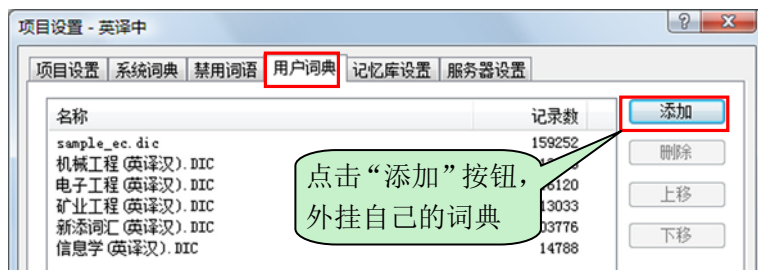 项目设置 - 英译中
项目设置 系统词典 禁用词语 用户词典 记忆库设置 服务器设置
名称 记录数 添加
sample_ec.dic 159252
机械工程(英译汉).DIC 删除
电子工程(英译汉).DIC 6120
矿业工程(英译汉).DIC 13033 上移
新添词汇(英译汉).DIC 03776
信息学(英译汉).DIC 14788 下移
点击“添加”按钮，
外挂自己的词典